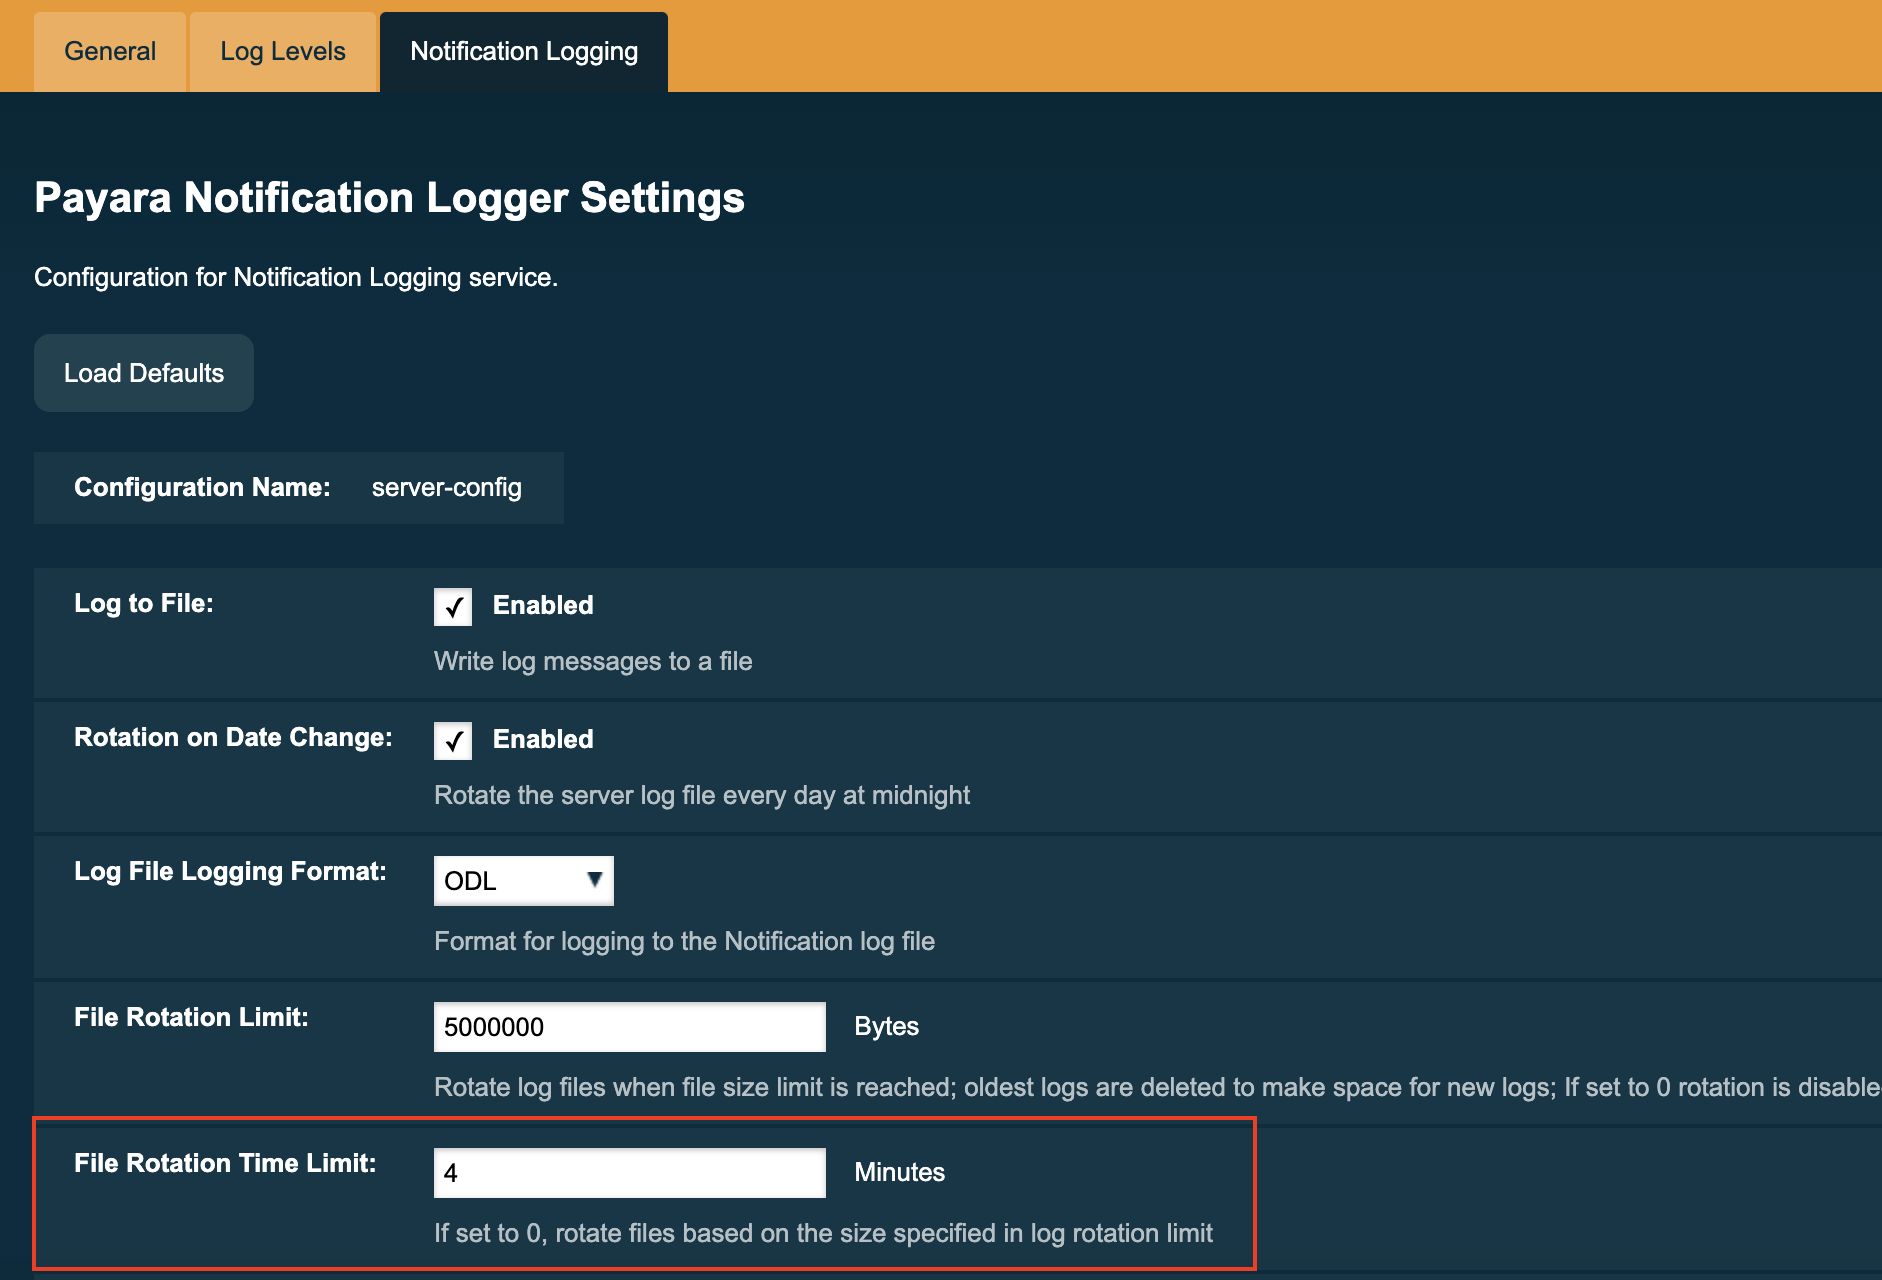 General Log Levels Notification Logging
Payara Notification Logger Settings
Configuration for Notification Logging service.
Load Defaults
Configuration Name: server-config
Log to File: Enabled
Write log messages to a file
Rotation on Date Change: Enabled
Rotate the server log file every day at midnight
Log File Logging Format: ODL
Format for logging to the Notification log file
File Rotation Limit: 5000000 Bytes
Rotate log files when file size limit is reached; oldest logs are deleted to make space for new logs; If set to 0 rotation is disable
File Rotation Time Limit: 4 Minutes
If set to 0, rotate files based on the size specified in log rotation limit